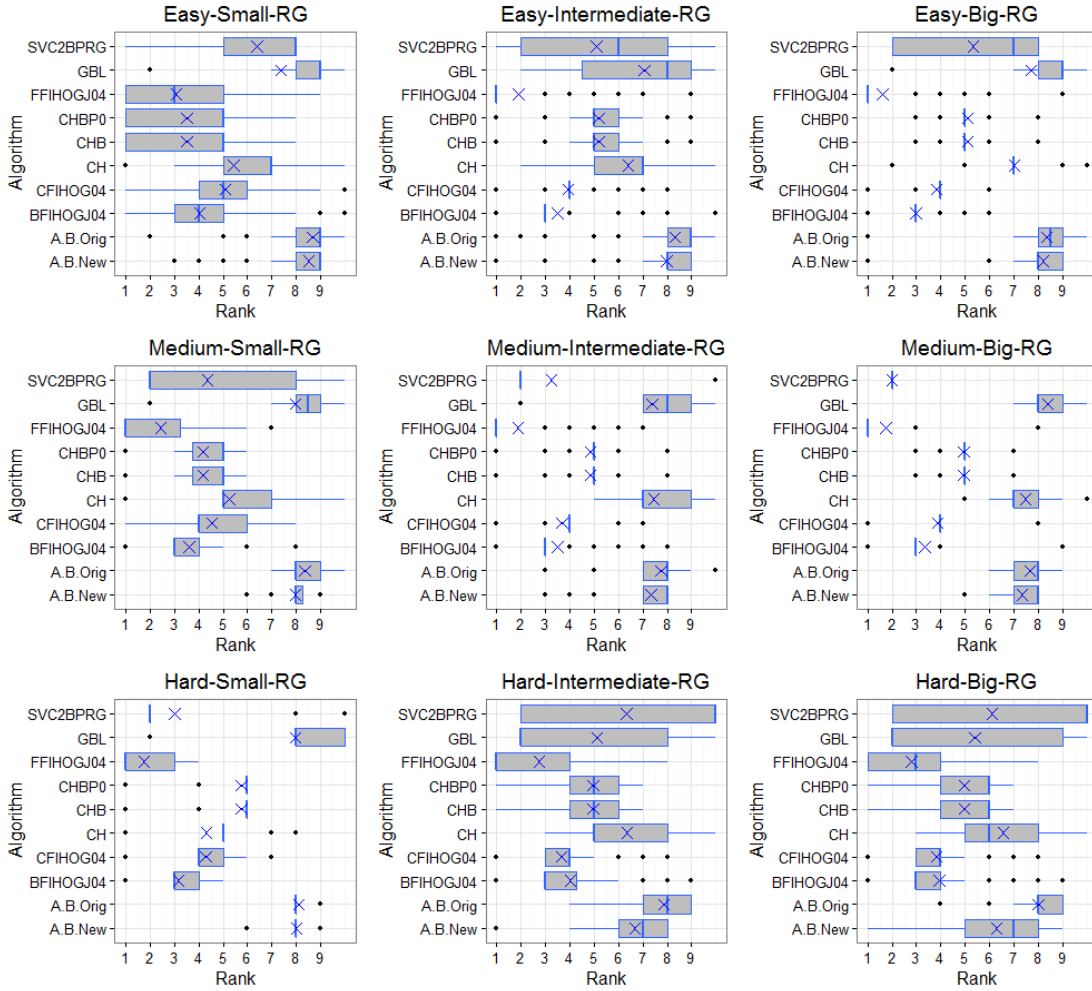 Easy-Small-RG
Easy-Intermediate-RG
Easy-Big-RG
Algorithm
SVC2BPRG
GBL
FFIHOGJ04
CHBP0
CHB
CH
CFIHOG04
BFIHOGJ04
A.B.Orig
A.B.New
1 2 3 4 5 6 7 8 9
Rank
Algorithm
SVC2BPRG
GBL
FFIHOGJ04
CHBP0
CHB
CH
CFIHOG04
BFIHOGJ04
A.B.Orig
A.B.New
1 2 3 4 5 6 7 8 9
Rank
Algorithm
SVC2BPRG
GBL
FFIHOGJ04
CHBP0
CHB
CH
CFIHOG04
BFIHOGJ04
A.B.Orig
A.B.New
1 2 3 4 5 6 7 8 9
Rank
Medium-Small-RG
Medium-Intermediate-RG
Medium-Big-RG
Algorithm
SVC2BPRG
GBL
FFIHOGJ04
CHBP0
CHB
CH
CFIHOG04
BFIHOGJ04
A.B.Orig
A.B.New
1 2 3 4 5 6 7 8 9
Rank
Algorithm
SVC2BPRG
GBL
FFIHOGJ04
CHBP0
CHB
CH
CFIHOG04
BFIHOGJ04
A.B.Orig
A.B.New
1 2 3 4 5 6 7 8 9
Rank
Algorithm
SVC2BPRG
GBL
FFIHOGJ04
CHBP0
CHB
CH
CFIHOG04
BFIHOGJ04
A.B.Orig
A.B.New
1 2 3 4 5 6 7 8 9
Rank
Hard-Small-RG
Hard-Intermediate-RG
Hard-Big-RG
Algorithm
SVC2BPRG
GBL
FFIHOGJ04
CHBP0
CHB
CH
CFIHOG04
BFIHOGJ04
A.B.Orig
A.B.New
1 2 3 4 5 6 7 8 9
Rank
Algorithm
SVC2BPRG
GBL
FFIHOGJ04
CHBP0
CHB
CH
CFIHOG04
BFIHOGJ04
A.B.Orig
A.B.New
1 2 3 4 5 6 7 8 9
Rank
Algorithm
SVC2BPRG
GBL
FFIHOGJ04
CHBP0
CHB
CH
CFIHOG04
BFIHOGJ04
A.B.Orig
A.B.New
1 2 3 4 5 6 7 8 9
Rank